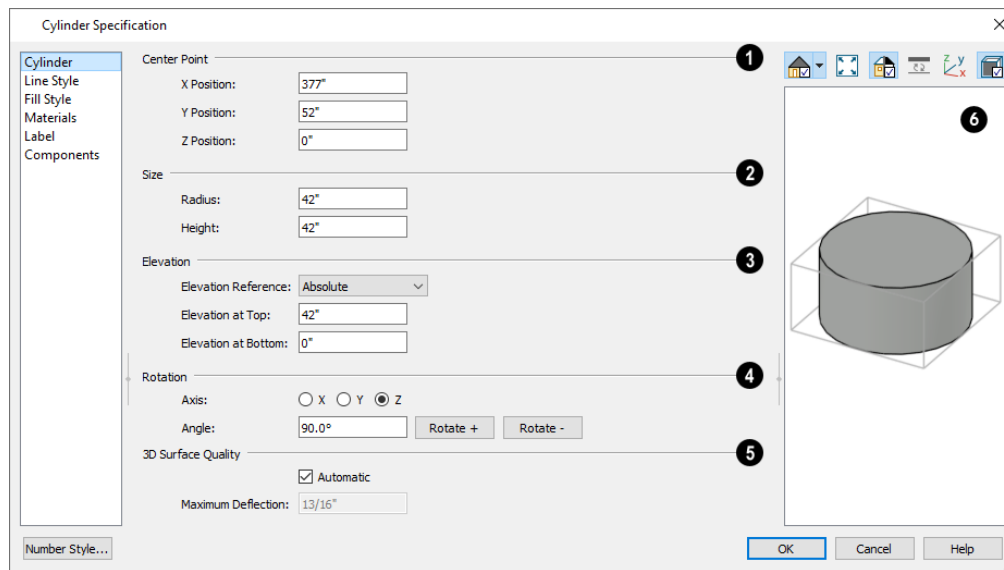 Cylinder Specification
Cylinder
Line Style
Fill Style
Materials
Label
Components
Center Point
1
X Position: 377"
Y Position: 52"
Z Position: 0"
Size
2
Radius: 42"
Height: 42"
Elevation
3
Elevation Reference: Absolute
Elevation at Top: 42"
Elevation at Bottom: 0"
Rotation
4
Axis: X Y Z
Angle: 90.0° Rotate + Rotate -
3D Surface Quality
5
Automatic
Maximum Deflection: 13/16"
z y x
6
Number Style... OK Cancel Help